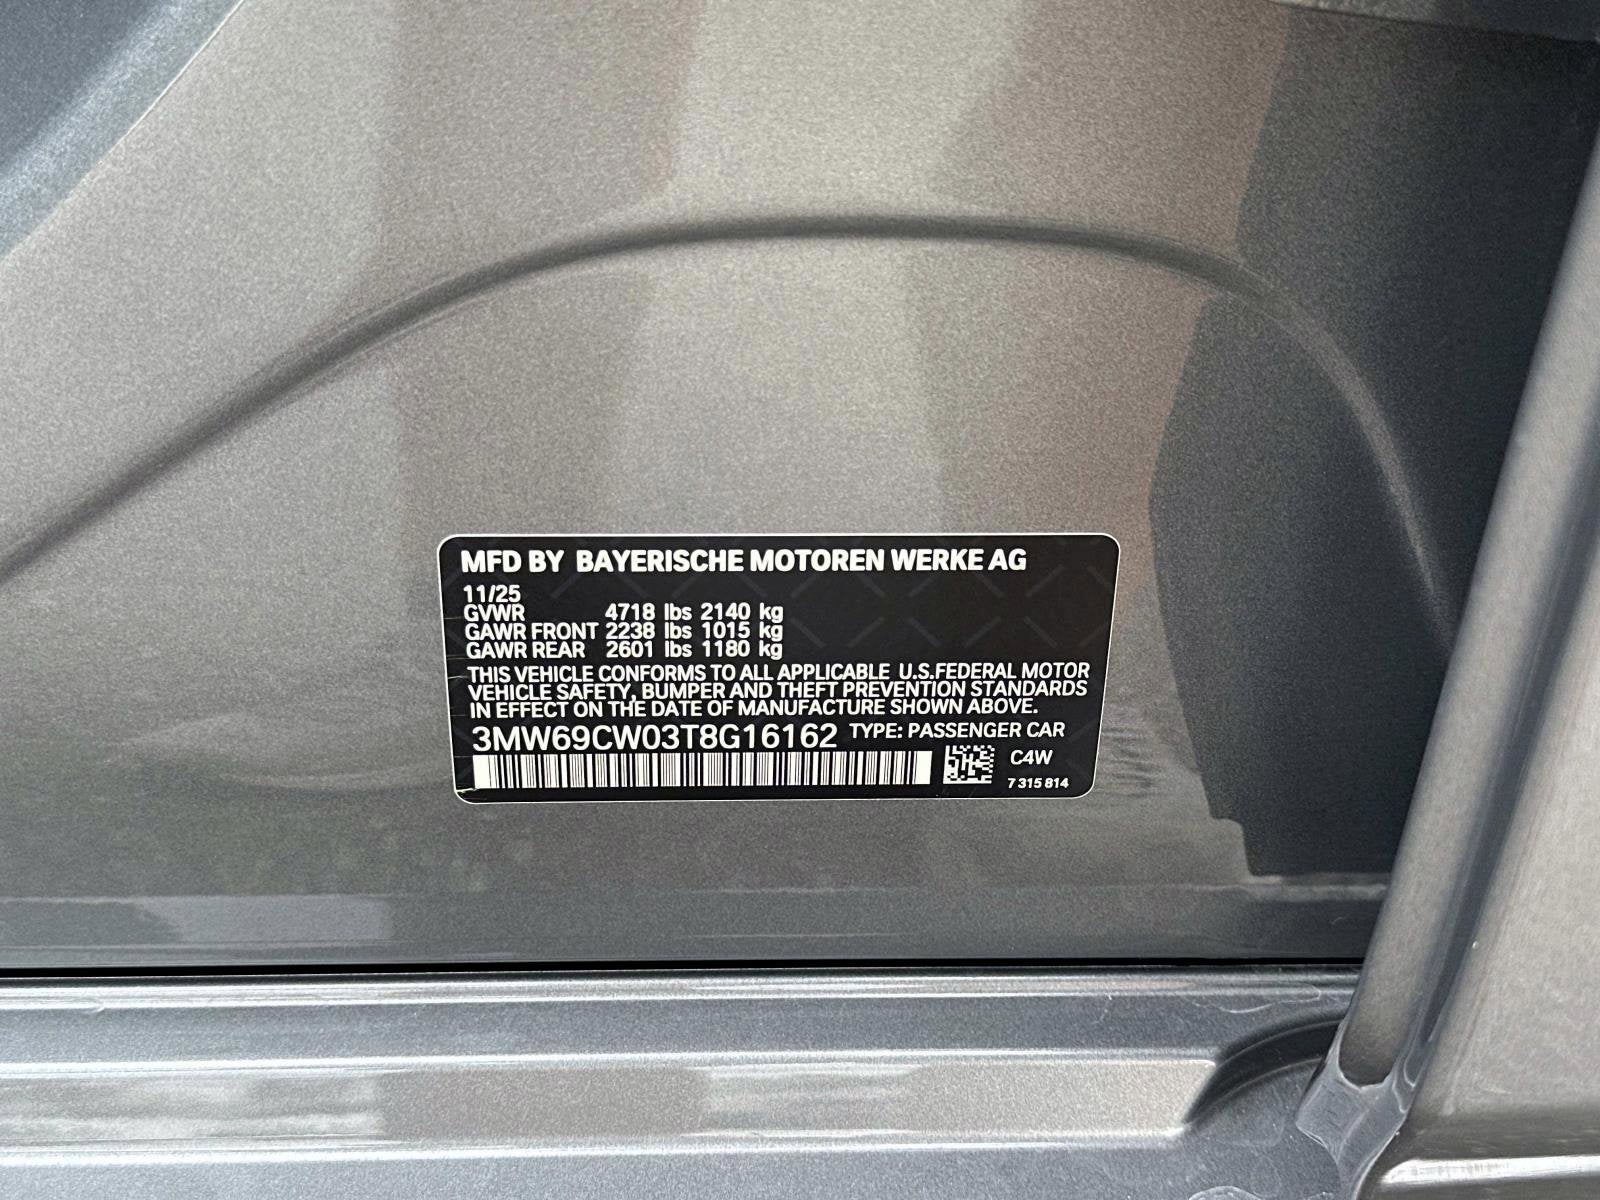 MFD BY BAYERISCHE MOTOREN WERKE AG
11/25
GVWR 4718 lbs 2140 kg
GAWR FRONT 2238 lbs 1015 kg
GAWR REAR 2601 lbs 1180 kg
THIS VEHICLE CONFORMS TO ALL APPLICABLE U.S.FEDERAL MOTOR
VEHICLE SAFETY, BUMPER AND THEFT PREVENTION STANDARDS
IN EFFECT ON THE DATE OF MANUFACTURE SHOWN ABOVE.
3MW69CW03T8G16162 TYPE: PASSENGER CAR
C4W
7 315 814